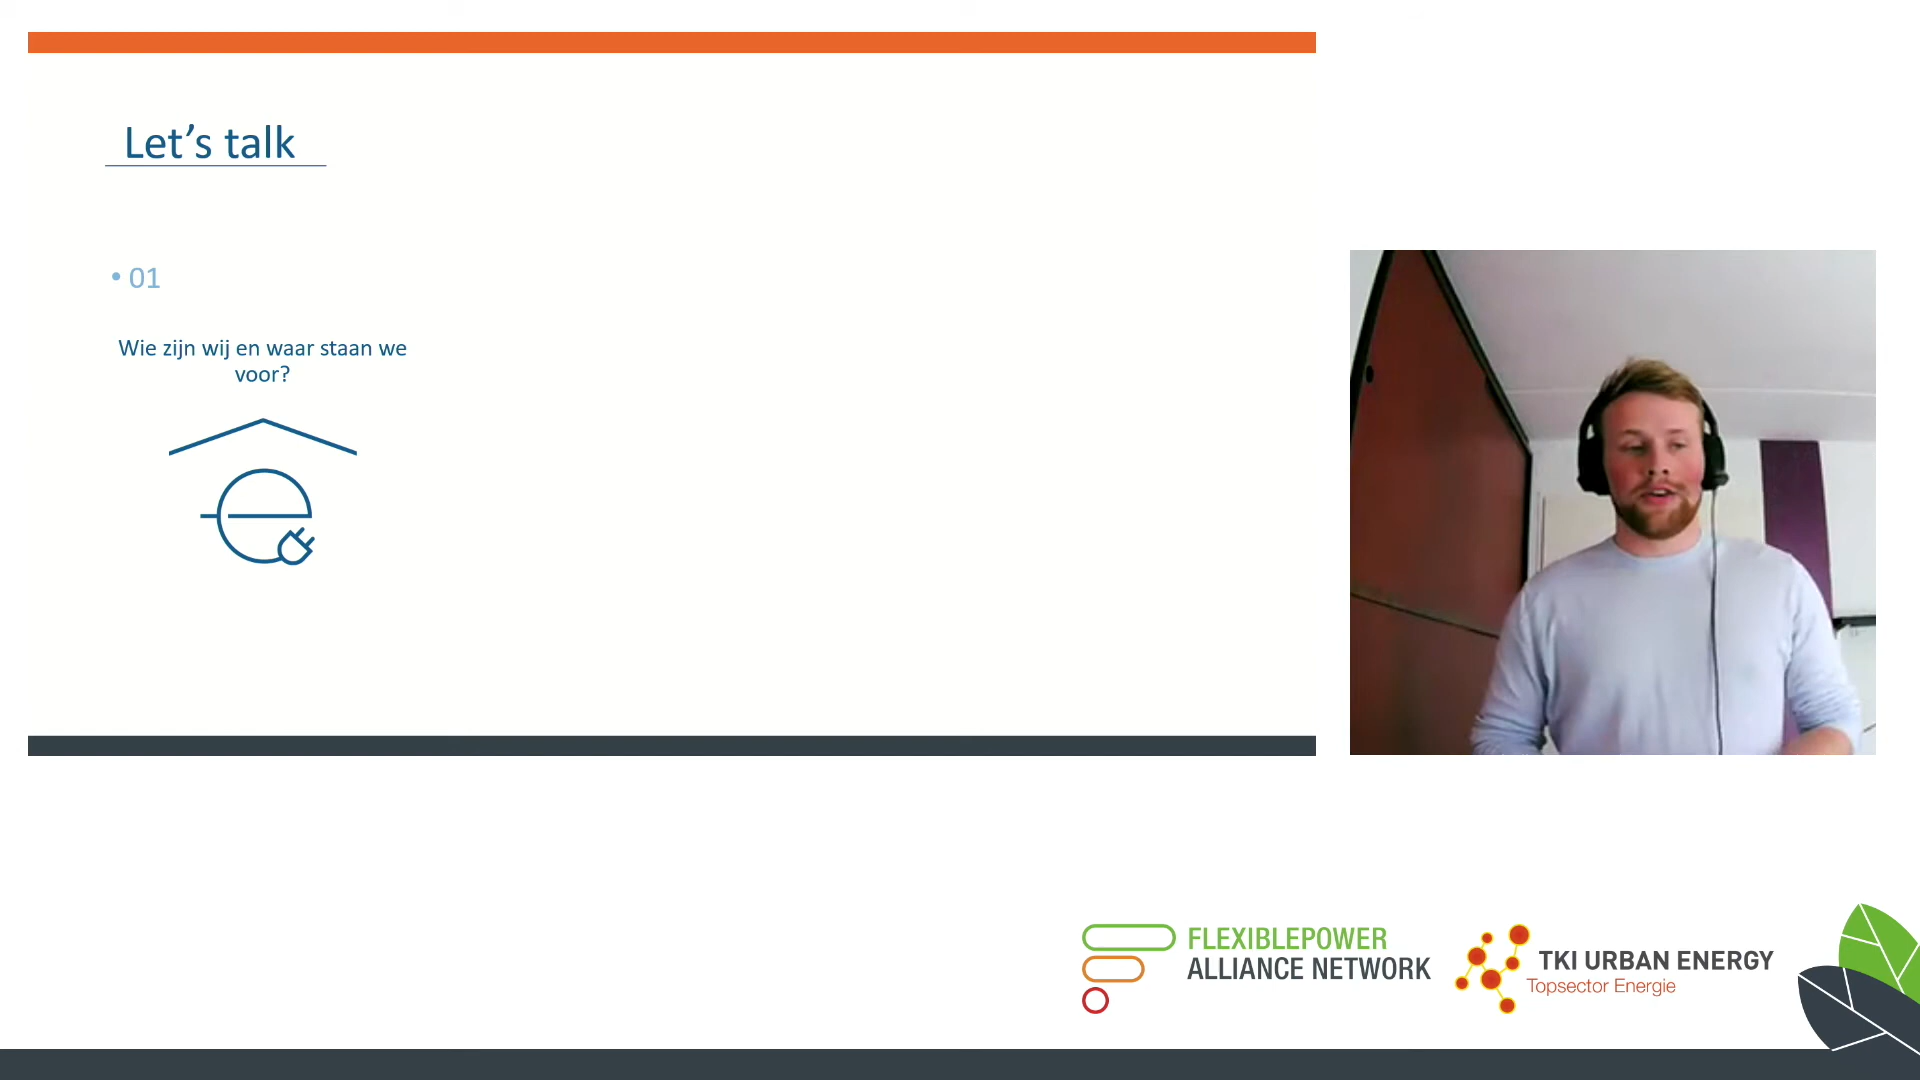 Let's talk
• 01
Wie zijn wij en waar staan we
voor?
FLEXIBLEPOWER
ALLIANCE NETWORK
TKI URBAN ENERGY
Topsector Energie